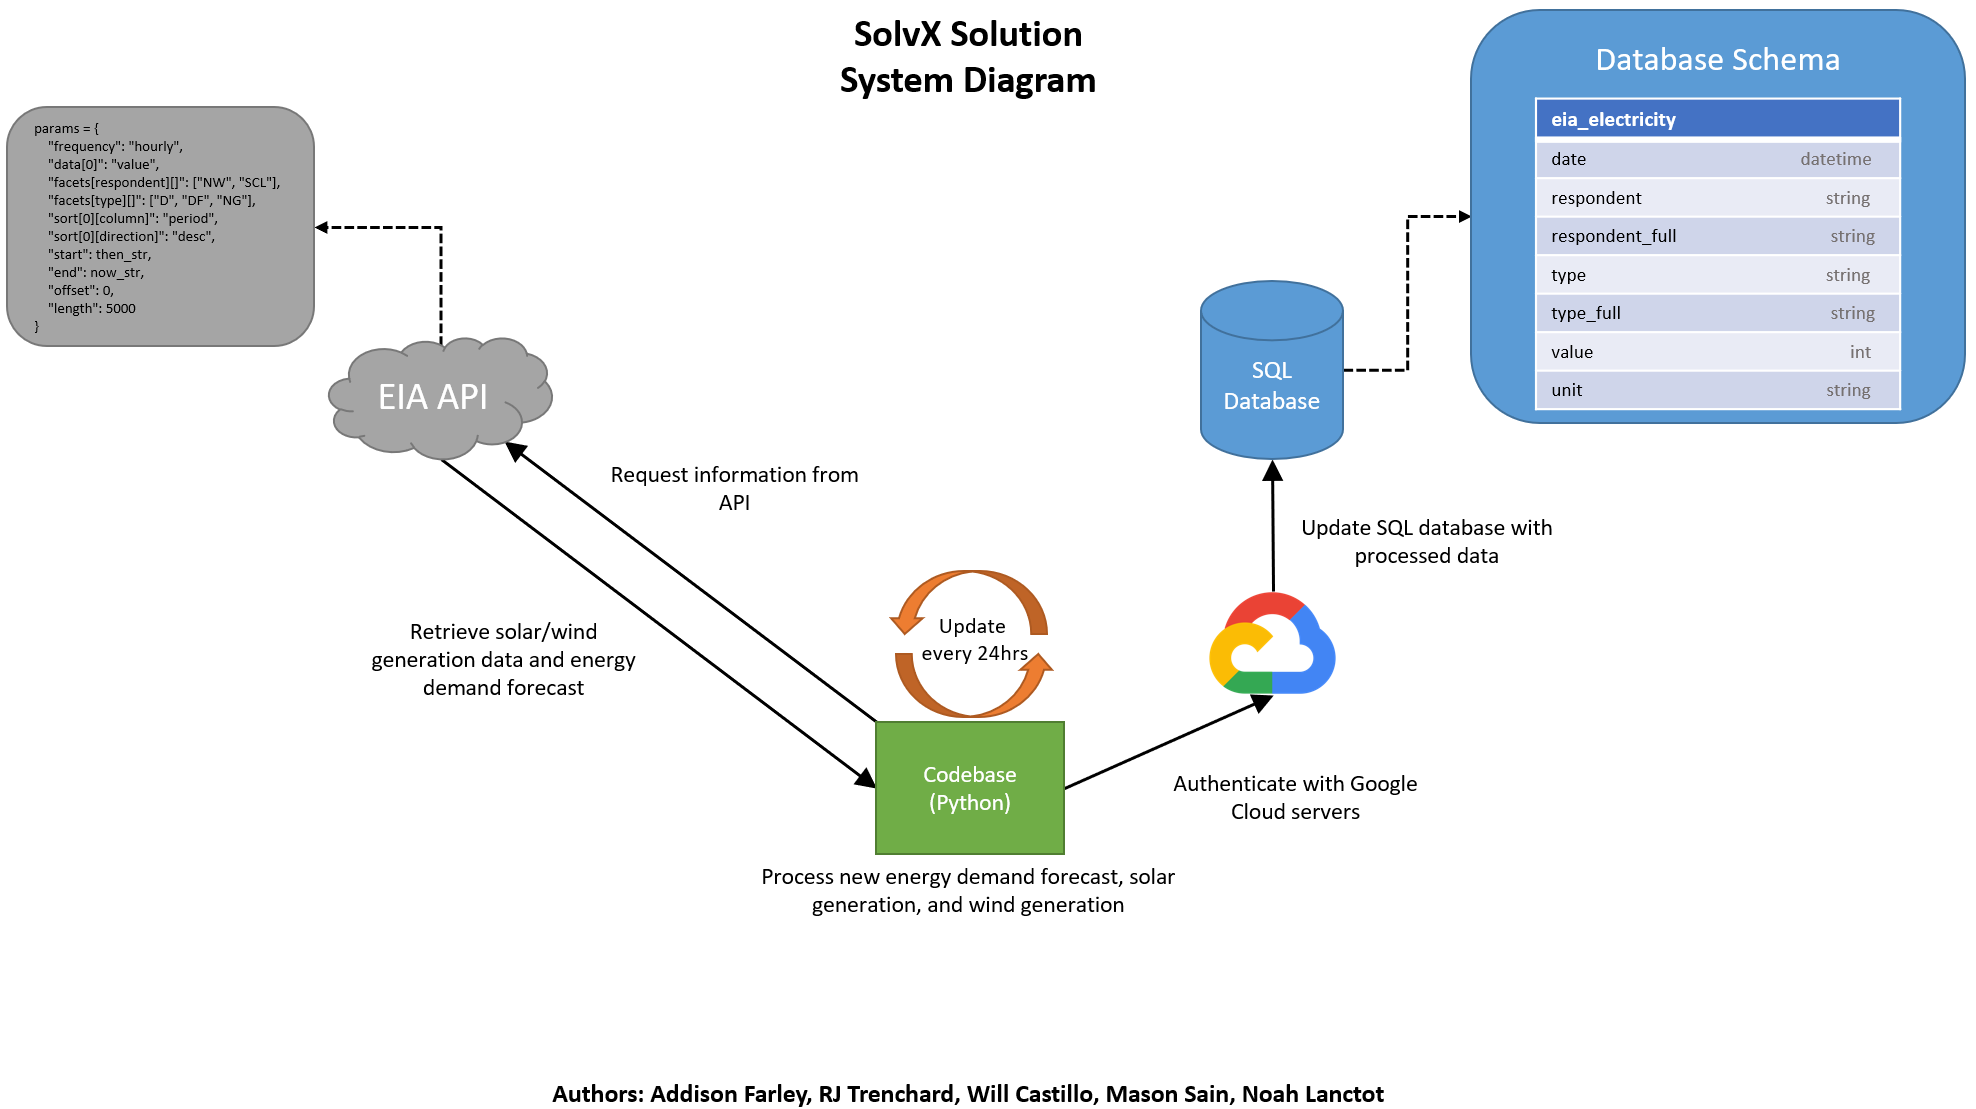 SolvX Solution
System Diagram
params = {
"frequency": "hourly",
"data[0]": "value",
"facets[respondent][]": ["NW", "SCL"],
"facets[type][]": ["D", "DF", "NG"],
"sort[0][column]": "period",
"sort[0][direction]": "desc",
"start": then_str,
"end": now_str,
"offset": 0,
"length": 5000
}
EIA API
Request information from
API
Retrieve solar/wind
generation data and energy
demand forecast
Update
every 24hrs
Codebase
(Python)
Process new energy demand forecast, solar
generation, and wind generation
Authenticate with Google
Cloud servers
Update SQL database with
processed data
SQL
Database
Database Schema
eia_electricity
date datetime
respondent string
respondent_full string
type string
type_full string
value int
unit string
Authors: Addison Farley, RJ Trenchard, Will Castillo, Mason Sain, Noah Lanctot